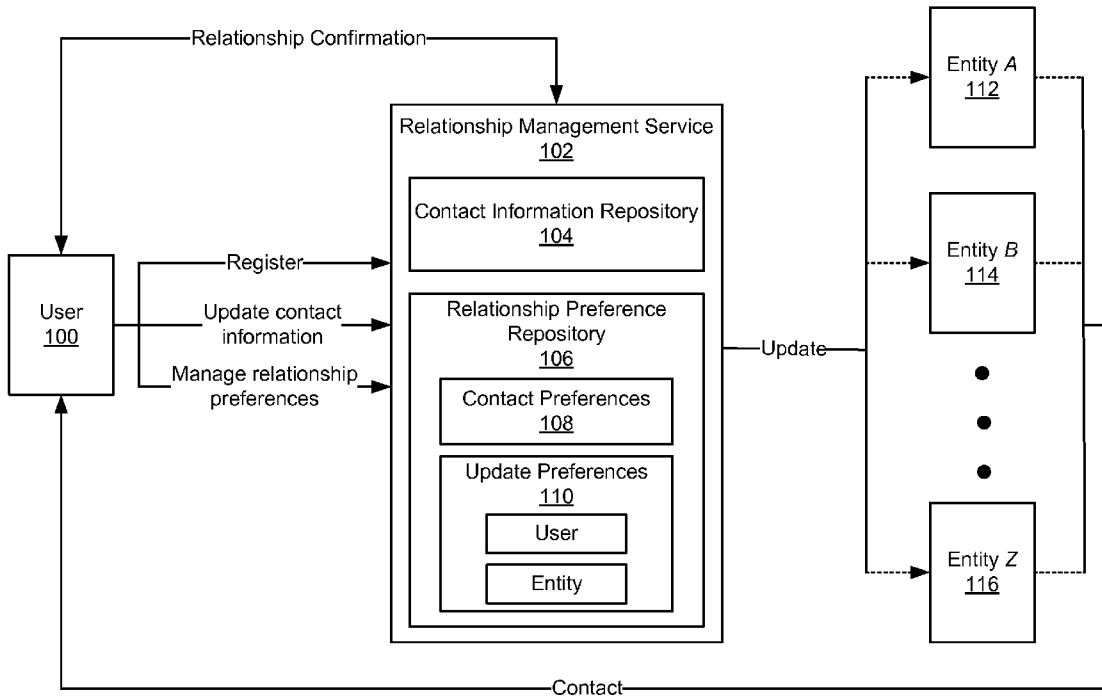 Relationship Confirmation
Entity A
112
Relationship Management Service
102
Contact Information Repository
104
Entity B
114
Register
User
100
Update contact
information
Relationship Preference
Repository
106
Update
Manage relationship
preferences
Contact Preferences
108
Update Preferences
110
User
Entity
Entity Z
116
Contact